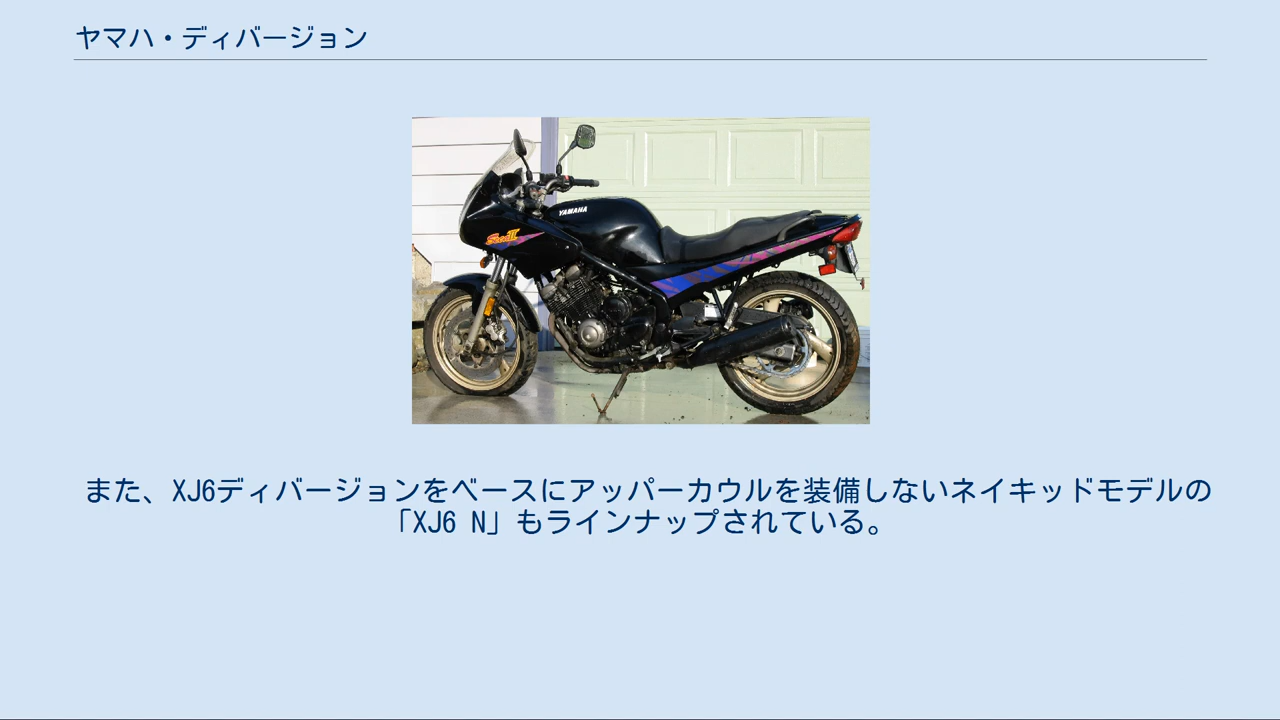 ヤマハ・ディバージョン
YAMAHA
Seca II
また、XJ6ディバージョンをベースにアッパーカウルを装備しないネイキッドモデルの
「XJ6 N」もラインナップされている。